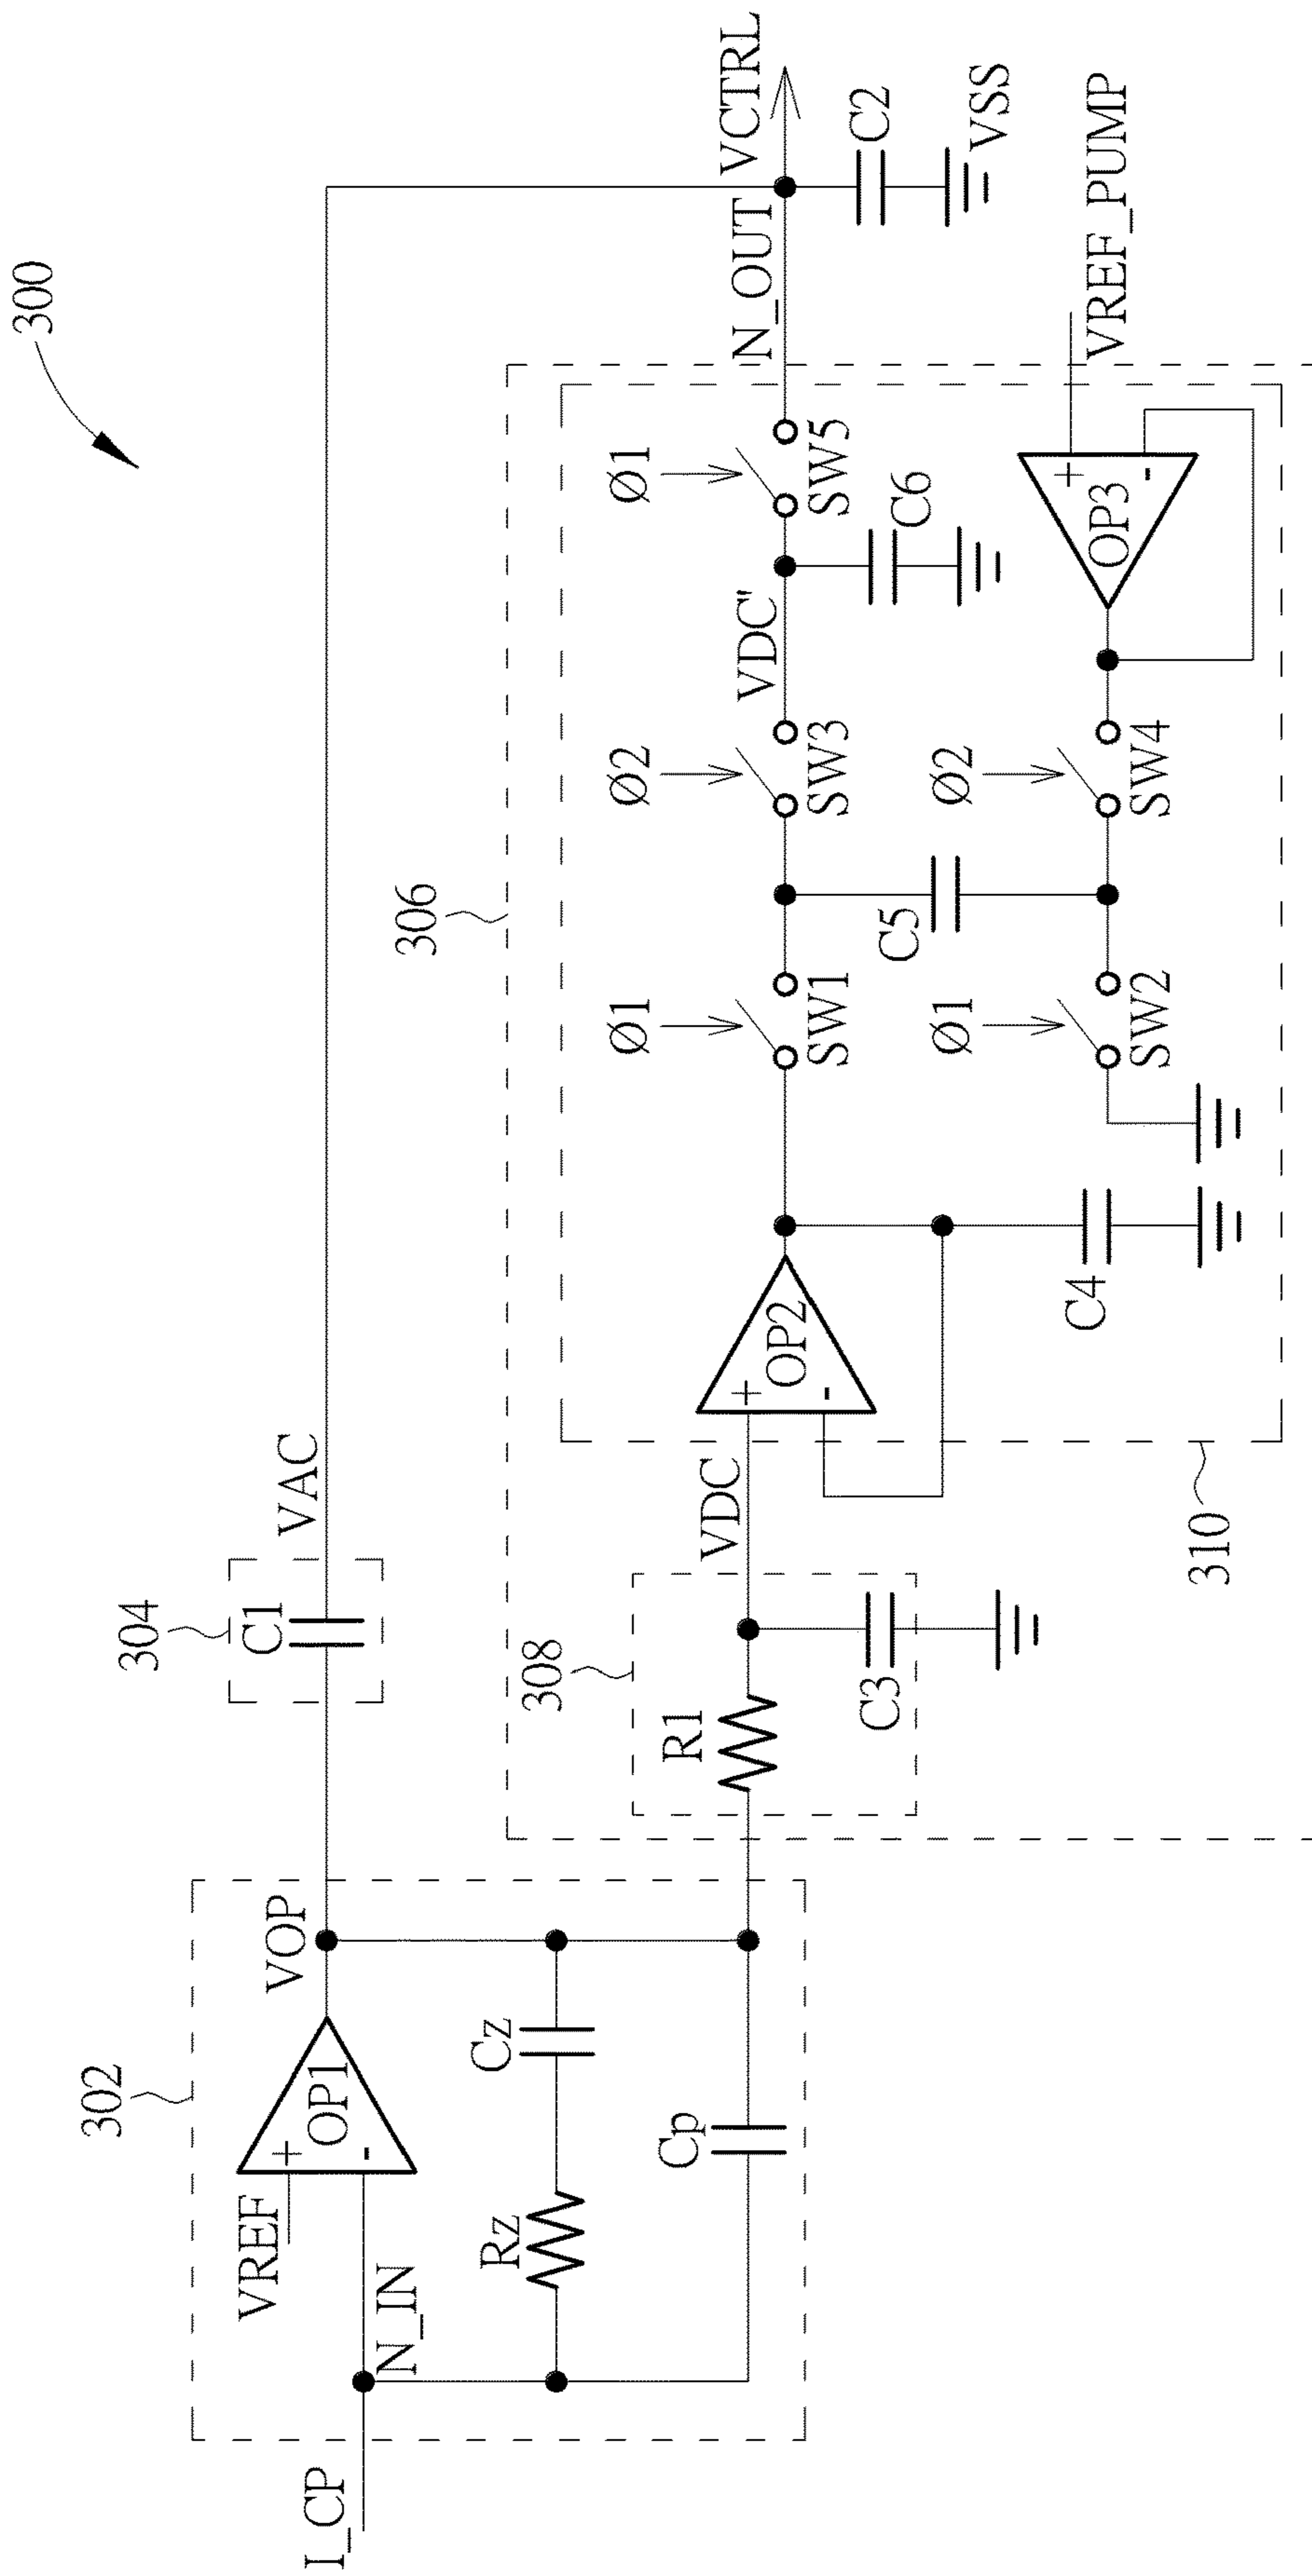 300
302
304
306
308
310
I_CP
VREF
N_IN
+
-
OP1
VOP
Rz
Cz
Cp
C1
VAC
R1
C3
VDC
+
-
OP2
C4
Ø1
SW1
Ø1
SW2
C5
Ø2
SW3
Ø2
SW4
VDC"
C6
Ø1
SW5
OP3
+
-
VREF_PUMP
N_OUT
VCTRL
C2
VSS